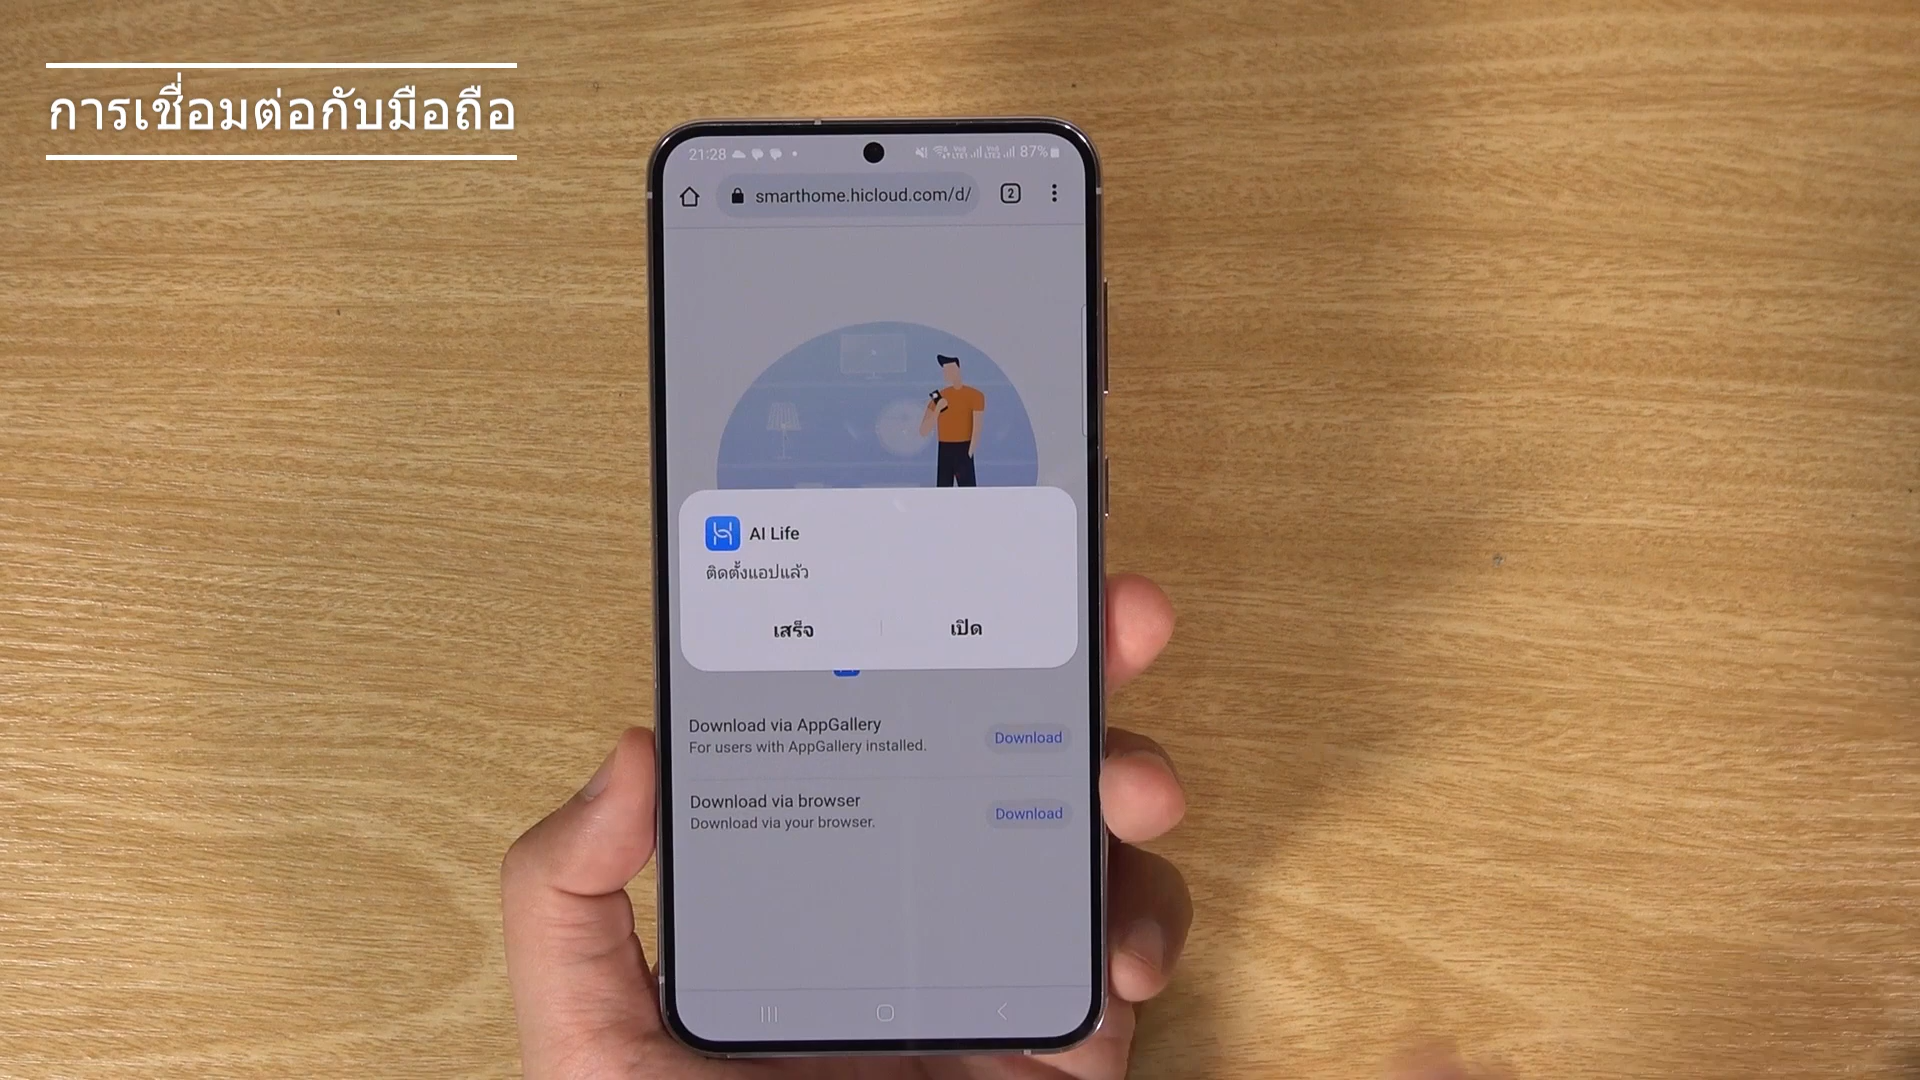 การเชื่อมต่อกับมือถือ
21:28 87%
smarthome.hicloud.com/d/ 2
AI Life
ติดตั้งแอปแล้ว
เสร็จ เปิด
Download via AppGallery
For users with AppGallery installed.
Download
Download via browser
Download via your browser.
Download